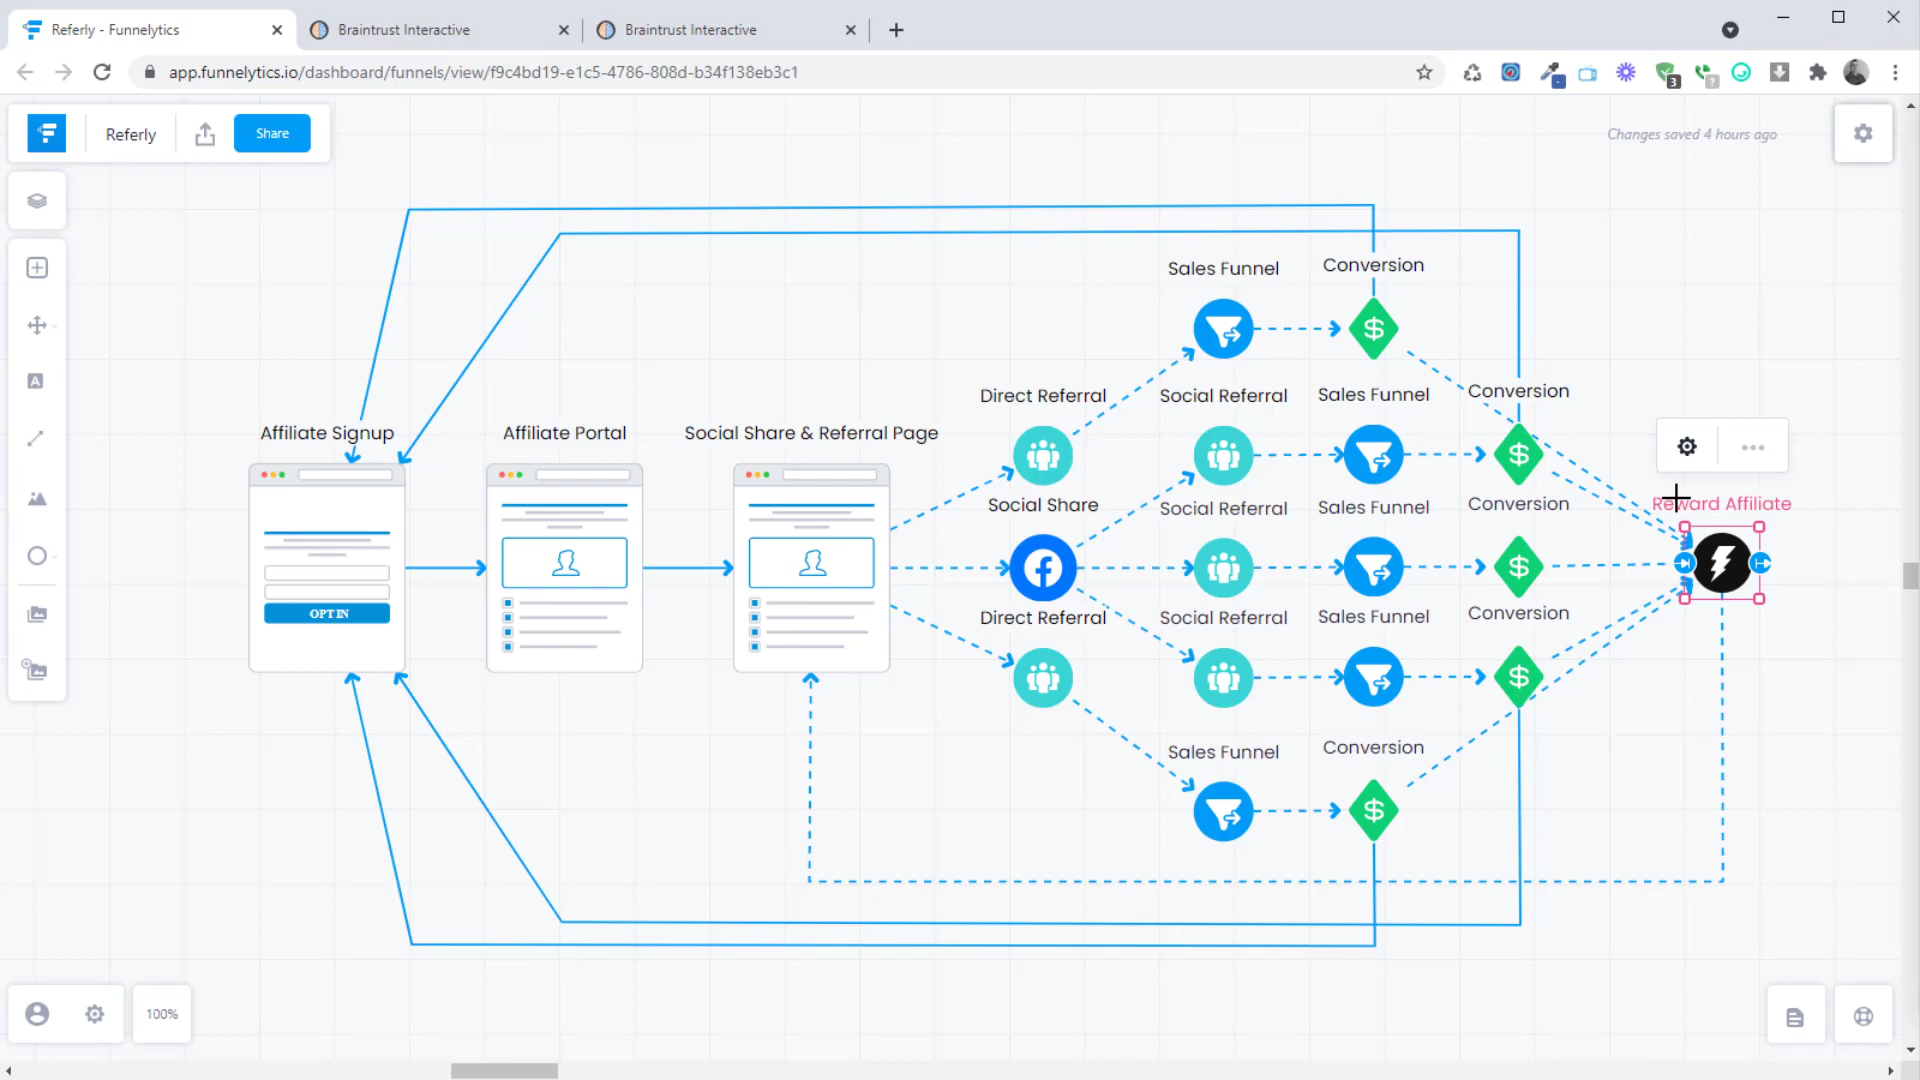 Referly - Funnelytics
Braintrust Interactive
Braintrust Interactive
app.funnelytics.io/dashboard/funnels/view/f9c4bd19-e1c5-4786-808d-b34f138eb3c1
3
?
Referly
Share
Changes saved 4 hours ago
Sales Funnel
Conversion
Direct Referral
Social Referral
Sales Funnel
Conversion
Affiliate Signup
Affiliate Portal
Social Share & Referral Page
Social Share
Social Referral
Sales Funnel
Conversion
Reward Affiliate
OPT IN
Direct Referral
Social Referral
Sales Funnel
Conversion
Sales Funnel
Conversion
100%